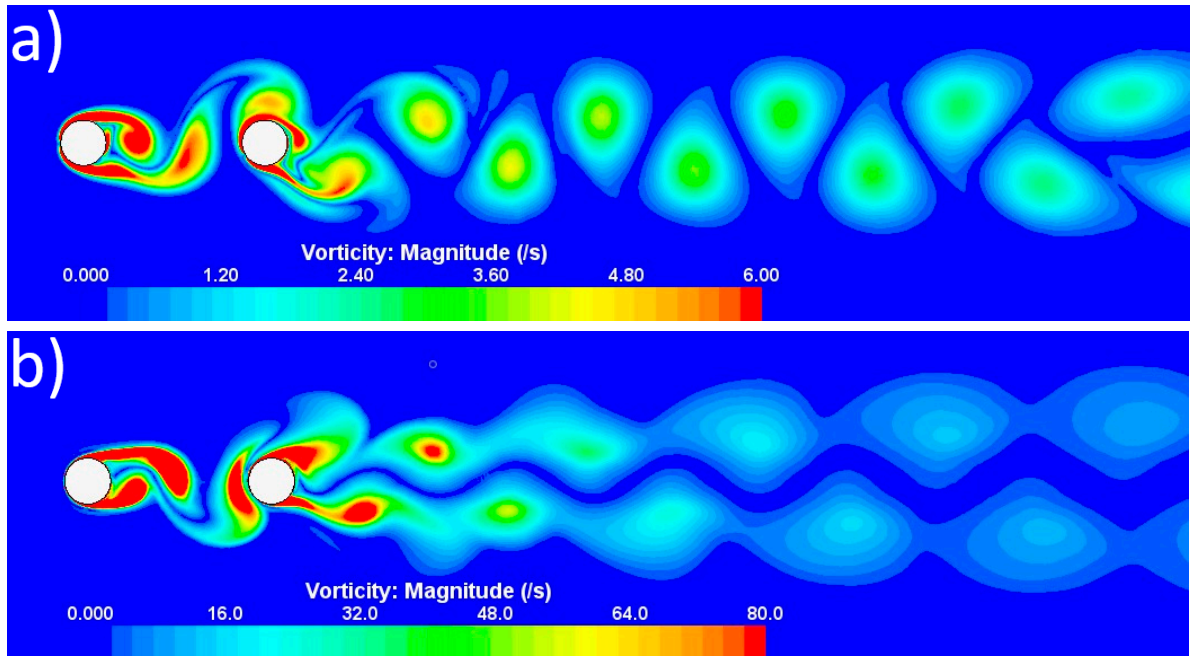 a)
Vorticity: Magnitude (/s)
0.000 1.20 2.40 3.60 4.80 6.00
b)
Vorticity: Magnitude (/s)
0.000 16.0 32.0 48.0 64.0 80.0